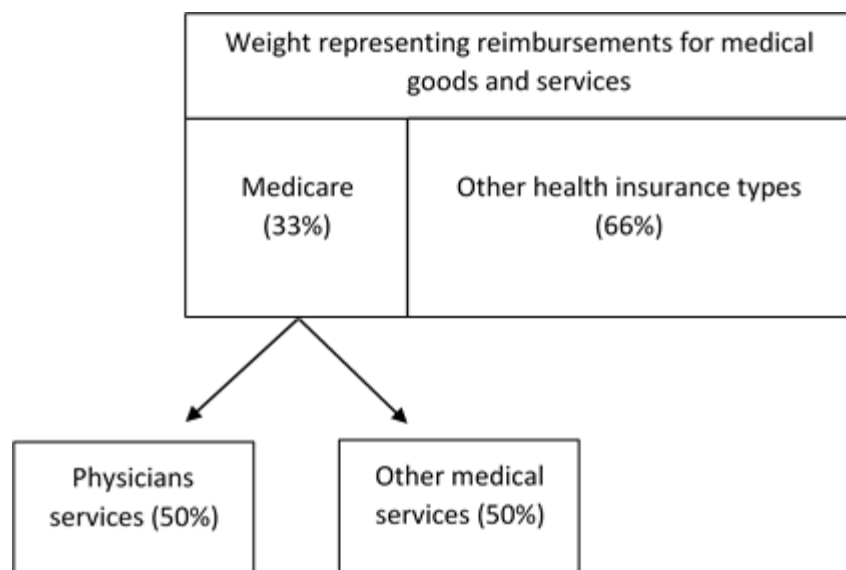 Weight representing reimbursements for medical
goods and services
Medicare
(33%)
Other health insurance types
(66%)
Physicians
services (50%)
Other medical
services (50%)